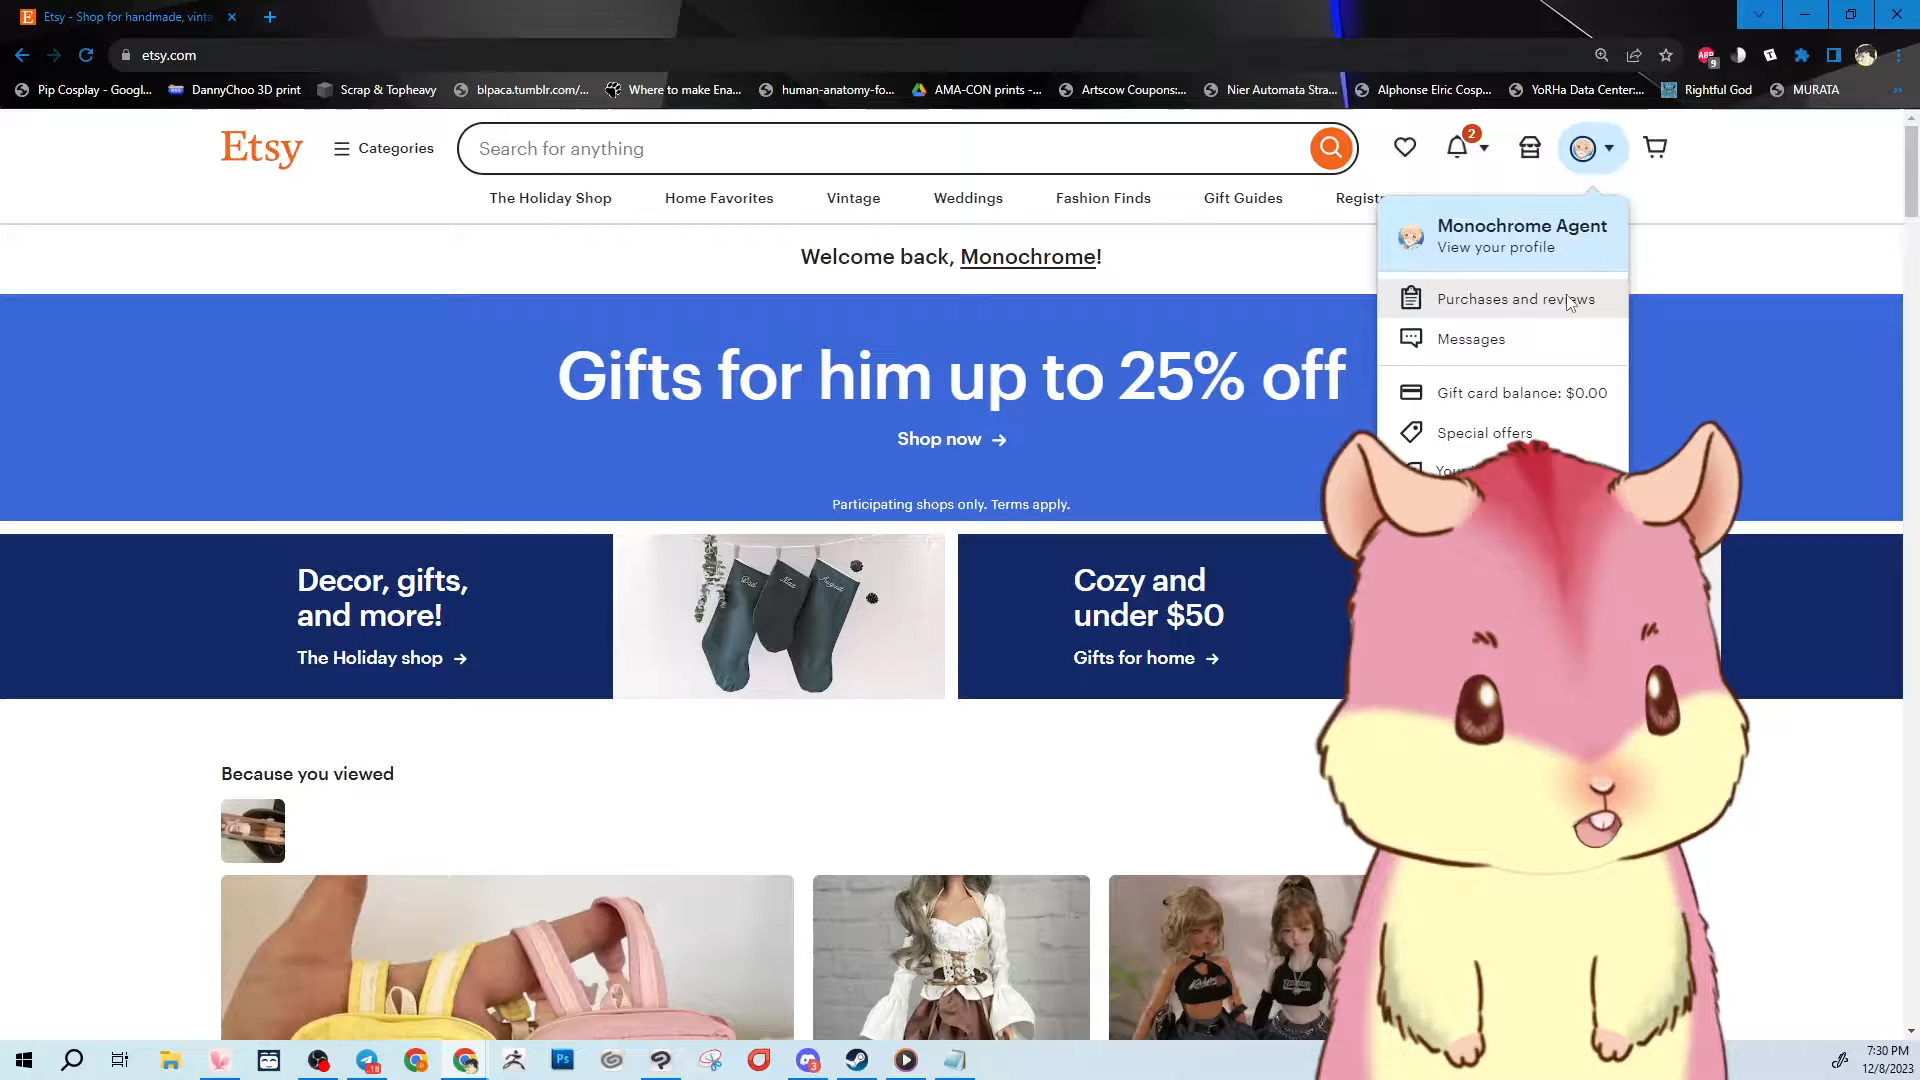 Etsy - Shop for handmade, vinta
etsy.com
ABP
9
Pip Cosplay - Googl...
DannyChoo 3D print
Scrap & Topheavy
blpaca.tumblr.com/...
Where to make Ena...
human-anatomy-fo...
AMA-CON prints -...
Artscow Coupons:...
Nier Automata Stra...
Alphonse Elric Cosp...
YoRHa Data Center:...
Rightful God
MURATA
Etsy
Categories
Search for anything
2
The Holiday Shop
Home Favorites
Vintage
Weddings
Fashion Finds
Gift Guides
Regist
Monochrome Agent
View your profile
Welcome back, Monochrome!
Purchases and reviews
Messages
Gift card balance: $0.00
Special offers
Gifts for him up to 25% off
Shop now →
Participating shops only. Terms apply.
Decor, gifts,
and more!
The Holiday shop →
Cozy and
under $50
Gifts for home →
Because you viewed
Ps
18
3
7:30 PM
12/8/2023